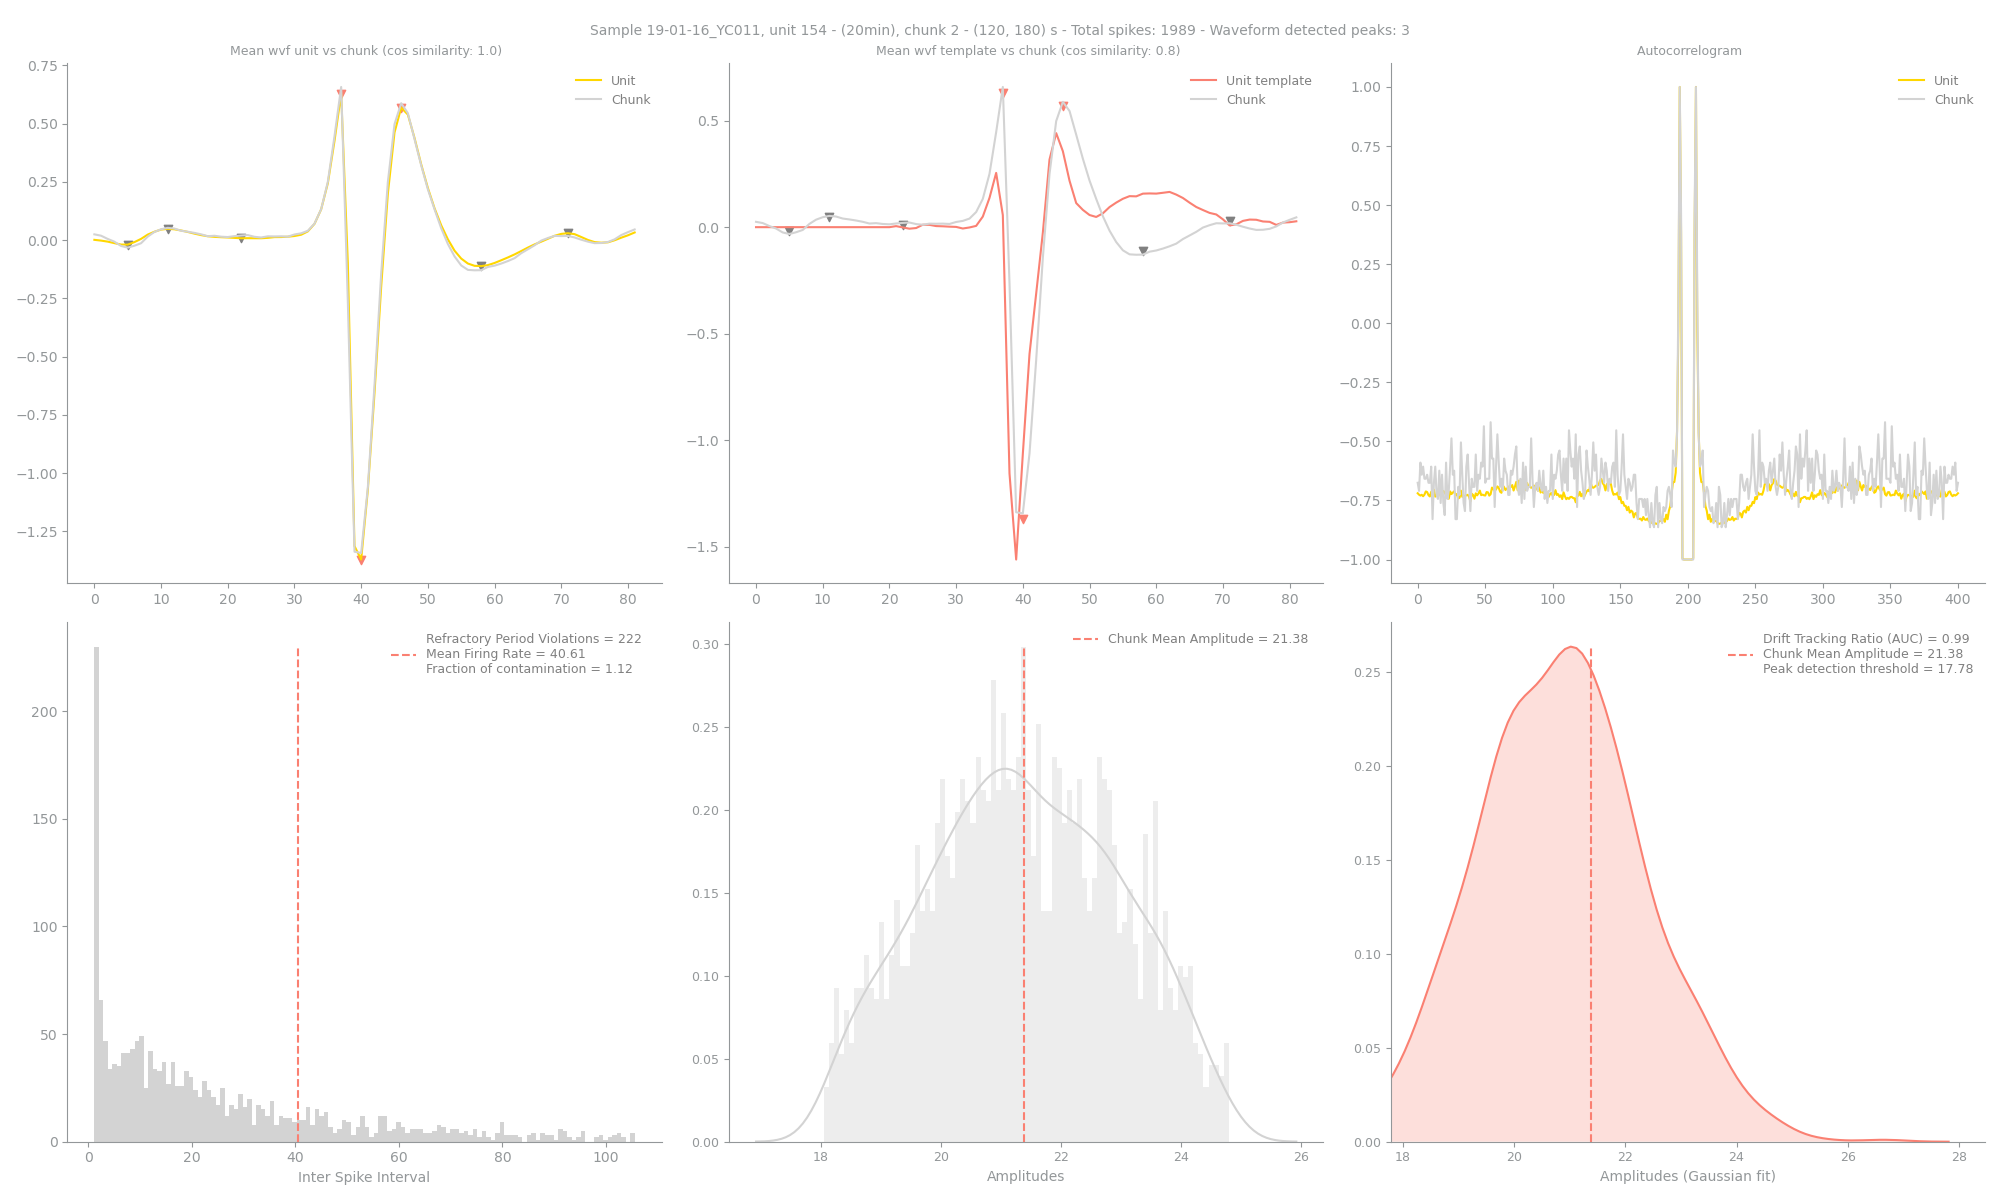 Sample 19-01-16_YC011, unit 154 - (20min), chunk 2 - (120, 180) s - Total spikes: 1989 - Waveform detected peaks: 3
Mean wvf unit vs chunk (cos similarity: 1.0)
Unit
Chunk
0.75
0.50
0.25
0.00
−0.25
−0.50
−0.75
−1.00
−1.25
0 10 20 30 40 50 60 70 80
Mean wvf template vs chunk (cos similarity: 0.8)
Unit template
Chunk
0.5
0.0
−0.5
−1.0
−1.5
0 10 20 30 40 50 60 70 80
Autocorrelogram
Unit
Chunk
1.00
0.75
0.50
0.25
0.00
−0.25
−0.50
−0.75
−1.00
0 50 100 150 200 250 300 350 400
Refractory Period Violations = 222
Mean Firing Rate = 40.61
Fraction of contamination = 1.12
200
150
100
50
0
0 20 40 60 80 100
Inter Spike Interval
Chunk Mean Amplitude = 21.38
0.30
0.25
0.20
0.15
0.10
0.05
0.00
18 20 22 24 26
Amplitudes
Drift Tracking Ratio (AUC) = 0.99
Chunk Mean Amplitude = 21.38
Peak detection threshold = 17.78
0.25
0.20
0.15
0.10
0.05
0.00
18 20 22 24 26 28
Amplitudes (Gaussian fit)